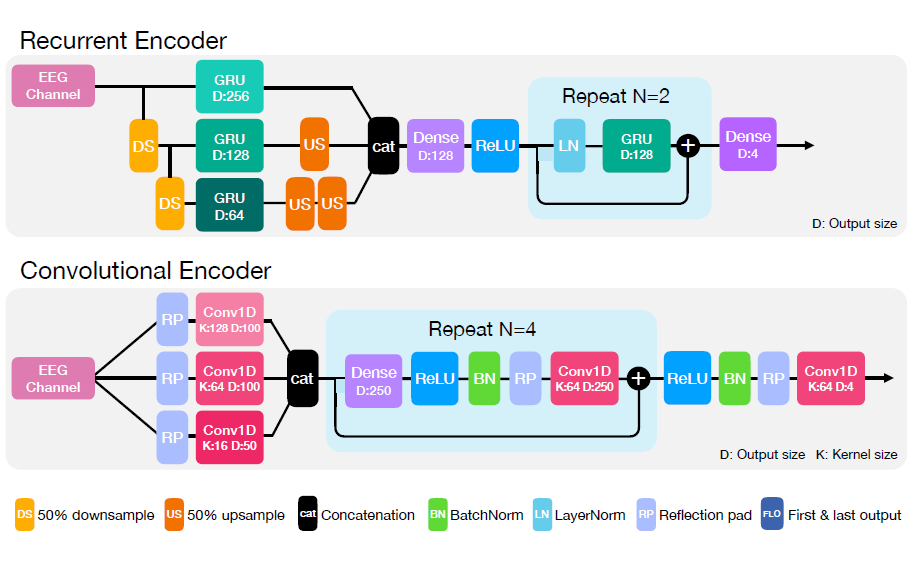 Recurrent Encoder
EEG
Channel
GRU
D:256
DS
GRU
D:128
US
DS
GRU
D:64
US
US
cat
Dense
D:128
ReLU
Repeat N=2
LN
GRU
D:128
+
Dense
D:4
D: Output size
Convolutional Encoder
EEG
Channel
RP
Conv1D
K:128 D:100
RP
Conv1D
K:64 D:100
RP
Conv1D
K:16 D:50
cat
Repeat N=4
Dense
D:250
ReLU
BN
RP
Conv1D
K:64 D:250
+
ReLU
BN
RP
Conv1D
K:64 D:4
D: Output size K: Kernel size
DS 50% downsample
US 50% upsample
cat Concatenation
BN BatchNorm
LN LayerNorm
RP Reflection pad
FLO First & last output